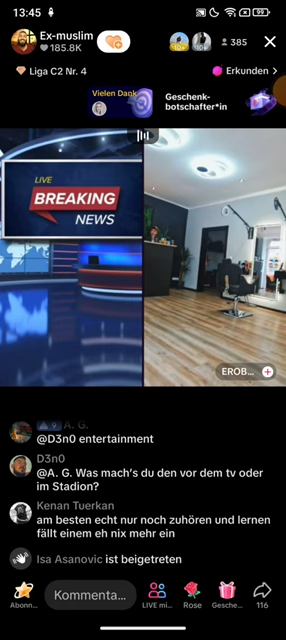 13:45
99
Ex-muslim
185.8K
385
Liga C2 Nr. 4
Erkunden
Vielen Dank
Geschenk-
botschafter*in
LIVE
BREAKING
NEWS
EROB...
9 A. G.
@D3n0 entertainment
D3n0
@A. G. Was mach's du den vor dem tv oder
im Stadion?
Kenan Tuerkan
am besten echt nur noch zuhören und lernen
fällt einem eh nix mehr ein
Isa Asanovic ist beigetreten
Kommenta...
Abonn...
LIVE mi...
Rose
Gesche...
116